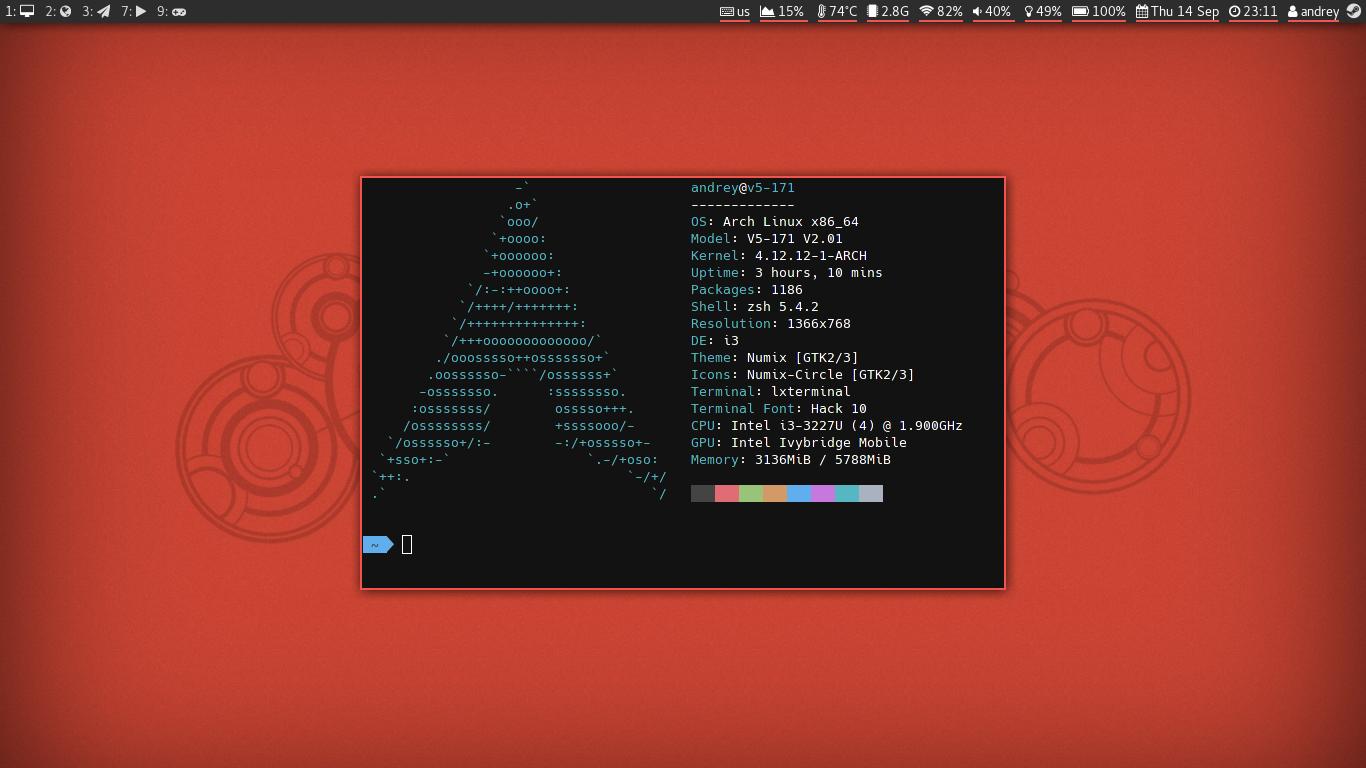 1: 2: 3: 7: 9: us 15% 74°C 2.8G 82% 40% 49% 100% Thu 14 Sep 23:11 andrey
-`
.o+`
`ooo/
`+oooo:
`+oooooo:
-+oooooo+:
`/:-:++oooo+:
`/++++/+++++++:
`/++++++++++++++:
`/+++ooooooooooooo/`
./ooosssso++osssssso+`
.oossssso-````/ossssss+`
-osssssso. :ssssssso.
:osssssss/ osssso+++.
/ossssssss/ +ssssooo/-
`/ossssso+/:- -:/+osssso+-
`+sso+:-` `.-/+oso:
`++:. `-/+/
.` `/
andrey@v5-171
-------------
OS: Arch Linux x86_64
Model: V5-171 V2.01
Kernel: 4.12.12-1-ARCH
Uptime: 3 hours, 10 mins
Packages: 1186
Shell: zsh 5.4.2
Resolution: 1366x768
DE: i3
Theme: Numix [GTK2/3]
Icons: Numix-Circle [GTK2/3]
Terminal: lxterminal
Terminal Font: Hack 10
CPU: Intel i3-3227U (4) @ 1.900GHz
GPU: Intel Ivybridge Mobile
Memory: 3136MiB / 5788MiB
~